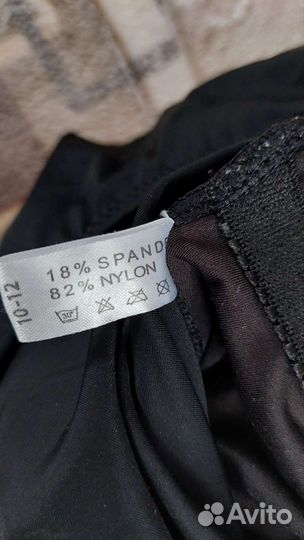 18% SPAND
82% NYLON
30°
10-12
Avito